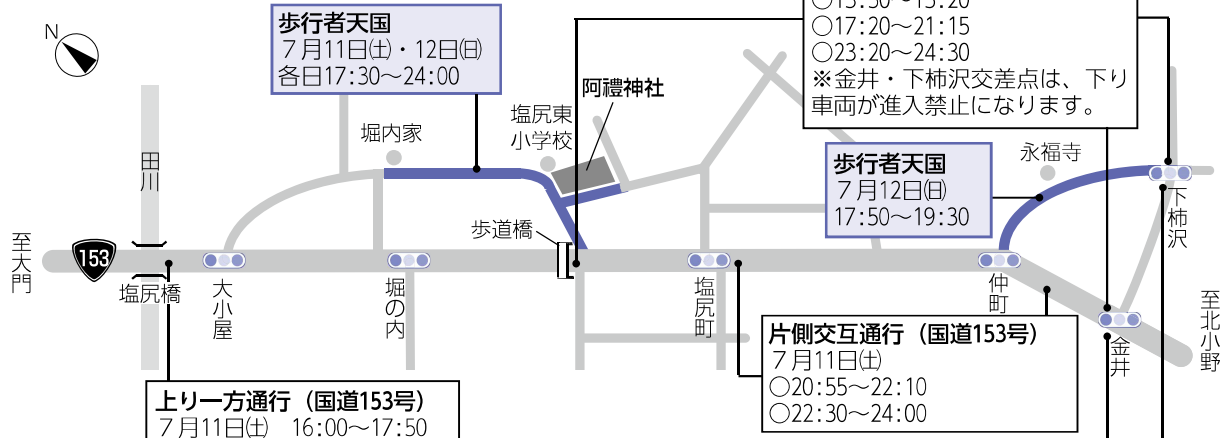 歩行者天国
7月11日㈯・12日㈰
各日17:30～24:00
○17:20～21:15
○23:20～24:30
※金井・下柿沢交差点は、下り
車両が進入禁止になります。
N
阿禮神社
塩尻東
小学校
堀内家
永福寺
歩行者天国
7月12日㈰
17:50～19:30
田川
下柿沢
歩道橋
至大門
153
塩尻橋
大小屋
堀の内
塩尻町
仲町
金井
至北小野
片側交互通行（国道153号）
7月11日㈯
○20:55～22:10
○22:30～24:00
上り一方通行（国道153号）
7月11日㈯　16:00～17:50